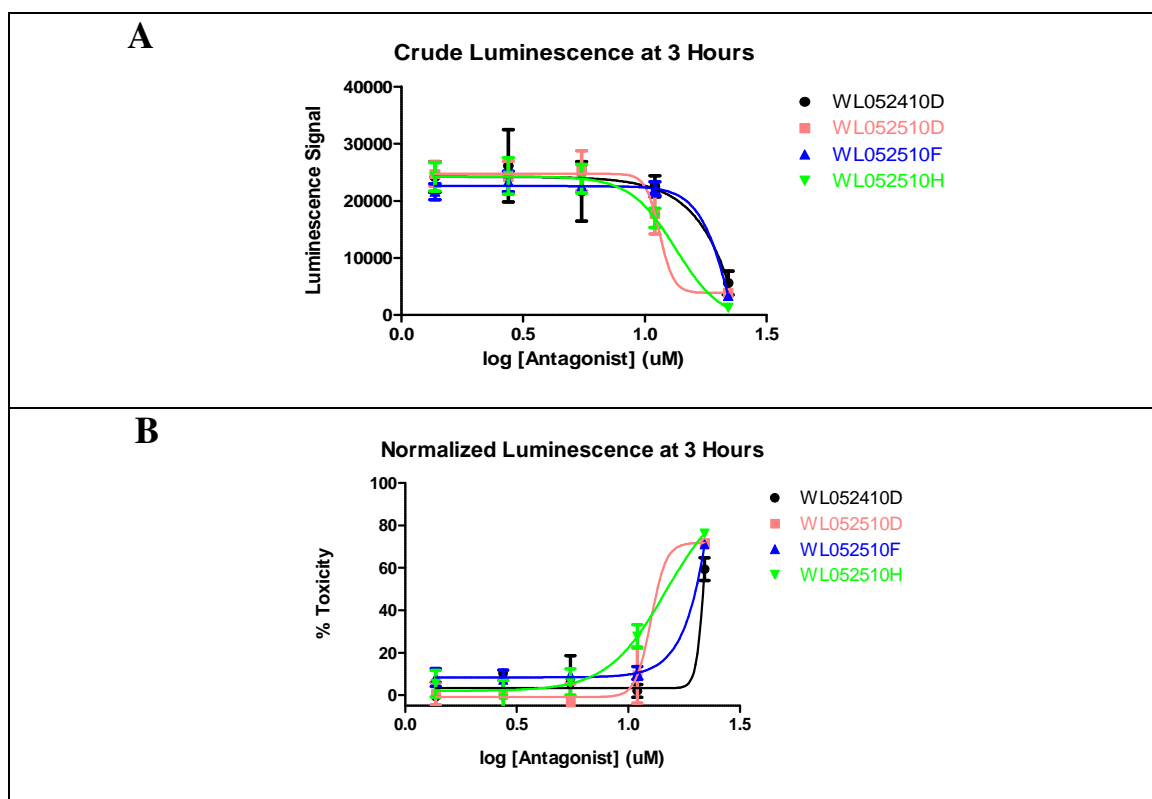 A
Crude Luminescence at 3 Hours
40000
30000
20000
10000
0
Luminescence Signal
0.0 0.5 1.0 1.5
log [Antagonist] (uM)
WL052410D
WL052510D
WL052510F
WL052510H
B
Normalized Luminescence at 3 Hours
100
80
60
40
20
0
% Toxicity
0.0 0.5 1.0 1.5
log [Antagonist] (uM)
WL052410D
WL052510D
WL052510F
WL052510H